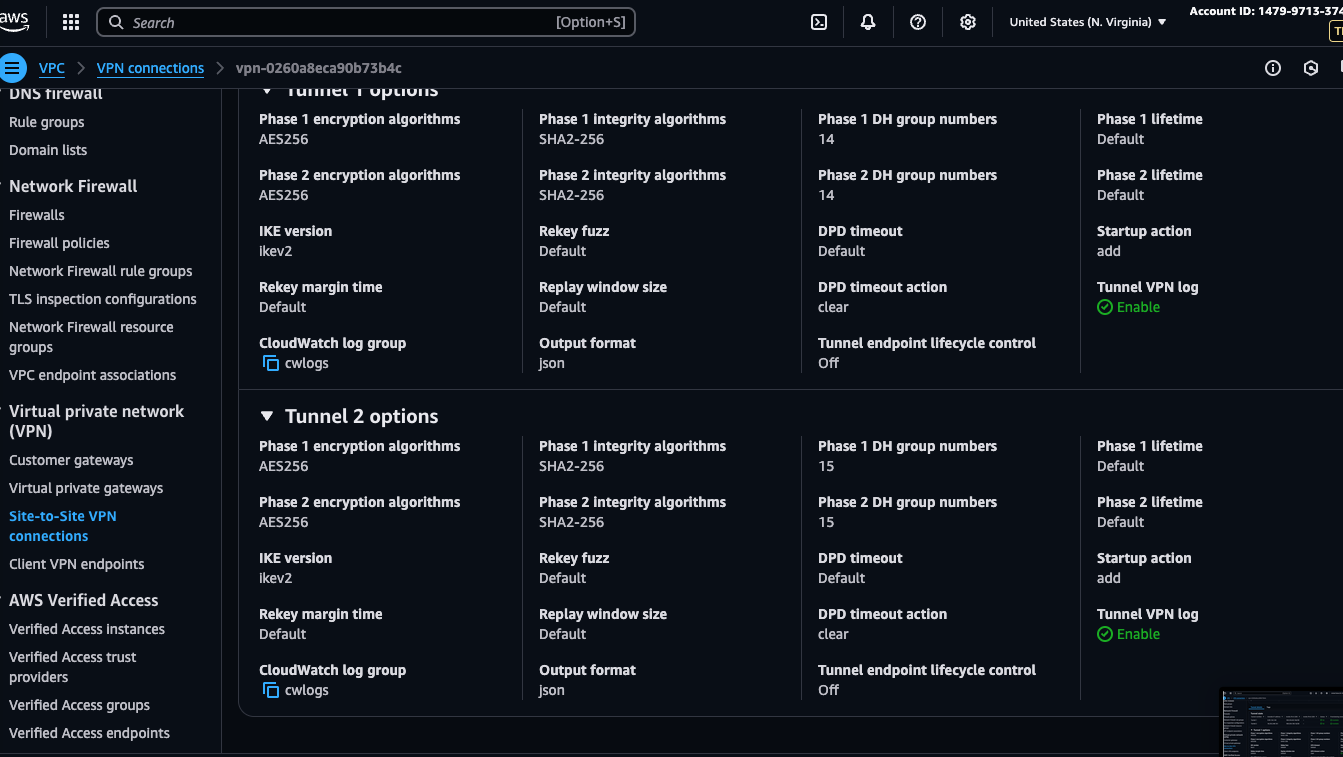 aws
Search
[Option+S]
United States (N. Virginia)
Account ID: 1479-9713-374
VPC
VPN connections
vpn-0260a8eca90b73b4c
DNS firewall
Rule groups
Domain lists
Network Firewall
Firewalls
Firewall policies
Network Firewall rule groups
TLS inspection configurations
Network Firewall resource
groups
VPC endpoint associations
Virtual private network
(VPN)
Customer gateways
Virtual private gateways
Site-to-Site VPN
connections
Client VPN endpoints
AWS Verified Access
Verified Access instances
Verified Access trust
providers
Verified Access groups
Verified Access endpoints
Tunnel 1 options
Phase 1 encryption algorithms
AES256
Phase 1 integrity algorithms
SHA2-256
Phase 1 DH group numbers
14
Phase 1 lifetime
Default
Phase 2 encryption algorithms
AES256
Phase 2 integrity algorithms
SHA2-256
Phase 2 DH group numbers
14
Phase 2 lifetime
Default
IKE version
ikev2
Rekey fuzz
Default
DPD timeout
Default
Startup action
add
Rekey margin time
Default
Replay window size
Default
DPD timeout action
clear
Tunnel VPN log
Enable
CloudWatch log group
cwlogs
Output format
json
Tunnel endpoint lifecycle control
Off
Tunnel 2 options
Phase 1 encryption algorithms
AES256
Phase 1 integrity algorithms
SHA2-256
Phase 1 DH group numbers
15
Phase 1 lifetime
Default
Phase 2 encryption algorithms
AES256
Phase 2 integrity algorithms
SHA2-256
Phase 2 DH group numbers
15
Phase 2 lifetime
Default
IKE version
ikev2
Rekey fuzz
Default
DPD timeout
Default
Startup action
add
Rekey margin time
Default
Replay window size
Default
DPD timeout action
clear
Tunnel VPN log
Enable
CloudWatch log group
cwlogs
Output format
json
Tunnel endpoint lifecycle control
Off